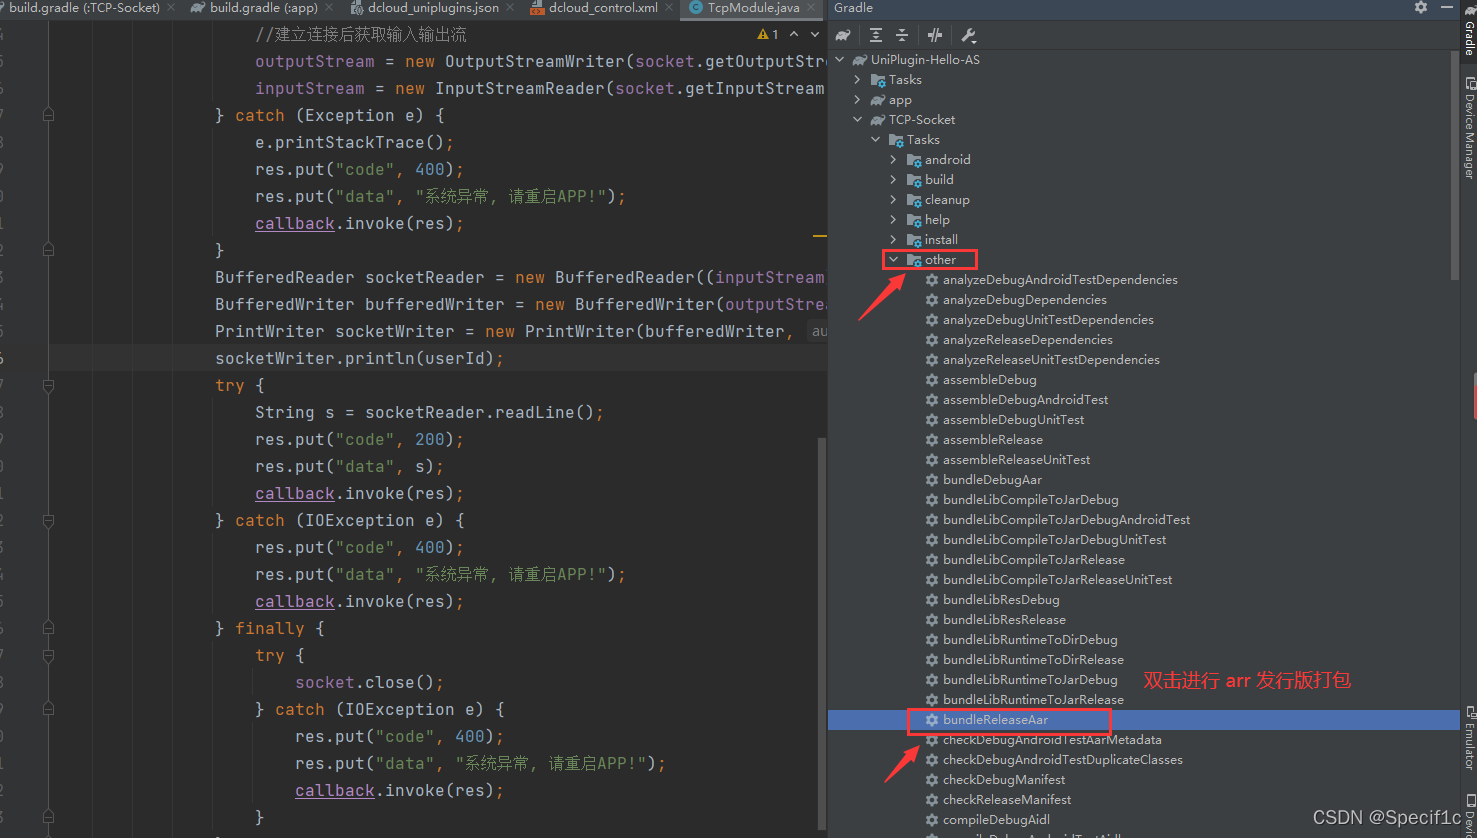 build.gradle (:TCP-Socket)
build.gradle (:app)
dcloud_uniplugins.json
dcloud_control.xml
TcpModule.java
1
//建立连接后获取输入输出流
outputStream = new OutputStreamWriter(socket.getOutputStre
inputStream = new InputStreamReader(socket.getInputStream
} catch (Exception e) {
e.printStackTrace();
res.put("code", 400);
res.put("data", "系统异常, 请重启APP!");
callback.invoke(res);
}
BufferedReader socketReader = new BufferedReader((inputStream
BufferedWriter bufferedWriter = new BufferedWriter(outputStrea
PrintWriter socketWriter = new PrintWriter(bufferedWriter, au
socketWriter.println(userId);
try {
String s = socketReader.readLine();
res.put("code", 200);
res.put("data", s);
callback.invoke(res);
} catch (IOException e) {
res.put("code", 400);
res.put("data", "系统异常, 请重启APP!");
callback.invoke(res);
} finally {
try {
socket.close();
} catch (IOException e) {
res.put("code", 400);
res.put("data", "系统异常, 请重启APP!");
callback.invoke(res);
}
Gradle
UniPlugin-Hello-AS
Tasks
app
TCP-Socket
Tasks
android
build
cleanup
help
install
other
analyzeDebugAndroidTestDependencies
analyzeDebugDependencies
analyzeDebugUnitTestDependencies
analyzeReleaseDependencies
analyzeReleaseUnitTestDependencies
assembleDebug
assembleDebugAndroidTest
assembleDebugUnitTest
assembleRelease
assembleReleaseUnitTest
bundleDebugAar
bundleLibCompileToJarDebug
bundleLibCompileToJarDebugAndroidTest
bundleLibCompileToJarDebugUnitTest
bundleLibCompileToJarRelease
bundleLibCompileToJarReleaseUnitTest
bundleLibResDebug
bundleLibResRelease
bundleLibRuntimeToDirDebug
bundleLibRuntimeToDirRelease
bundleLibRuntimeToJarDebug
双击进行 arr 发行版打包
bundleLibRuntimeToJarRelease
bundleReleaseAar
checkDebugAndroidTestAarMetadata
checkDebugAndroidTestDuplicateClasses
checkDebugManifest
checkReleaseManifest
compileDebugAidl
Gradle
Device Manager
Emulator
CSDN @Specif1c